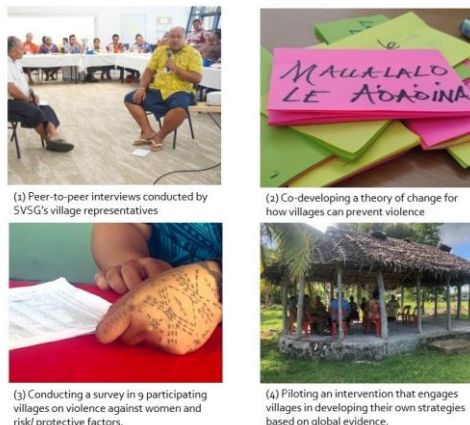 (1) Peer-to-peer interviews conducted by
SVSG's village representatives
MALULALO
LE AOAOINA
(2) Co-developing a theory of change for
how villages can prevent violence
(3) Conducting a survey in 9 participating
villages on violence against women and
risk/ protective factors.
(4) Piloting an intervention that engages
villages in developing their own strategies
based on global evidence.